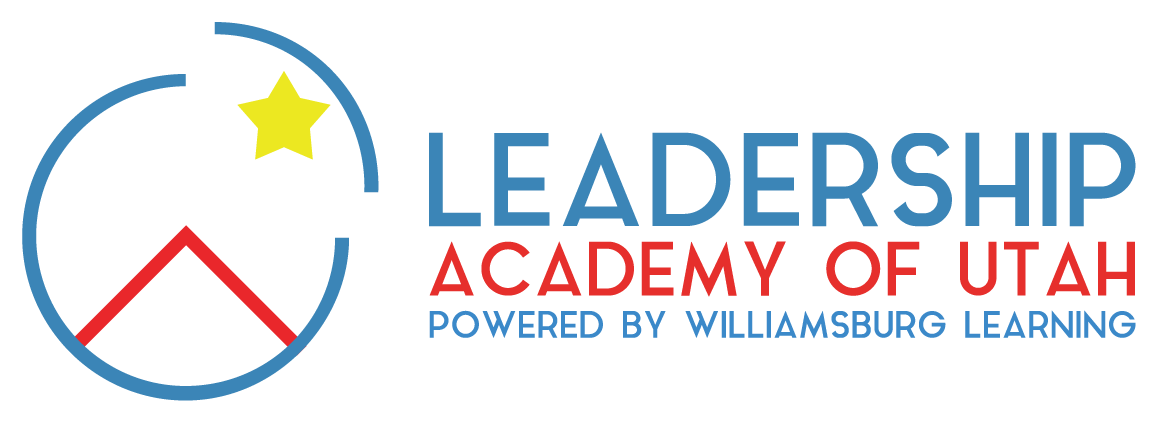 LEADERSHIP
ACADEMY OF UTAH
POWERED BY WILLIAMSBURG LEARNING